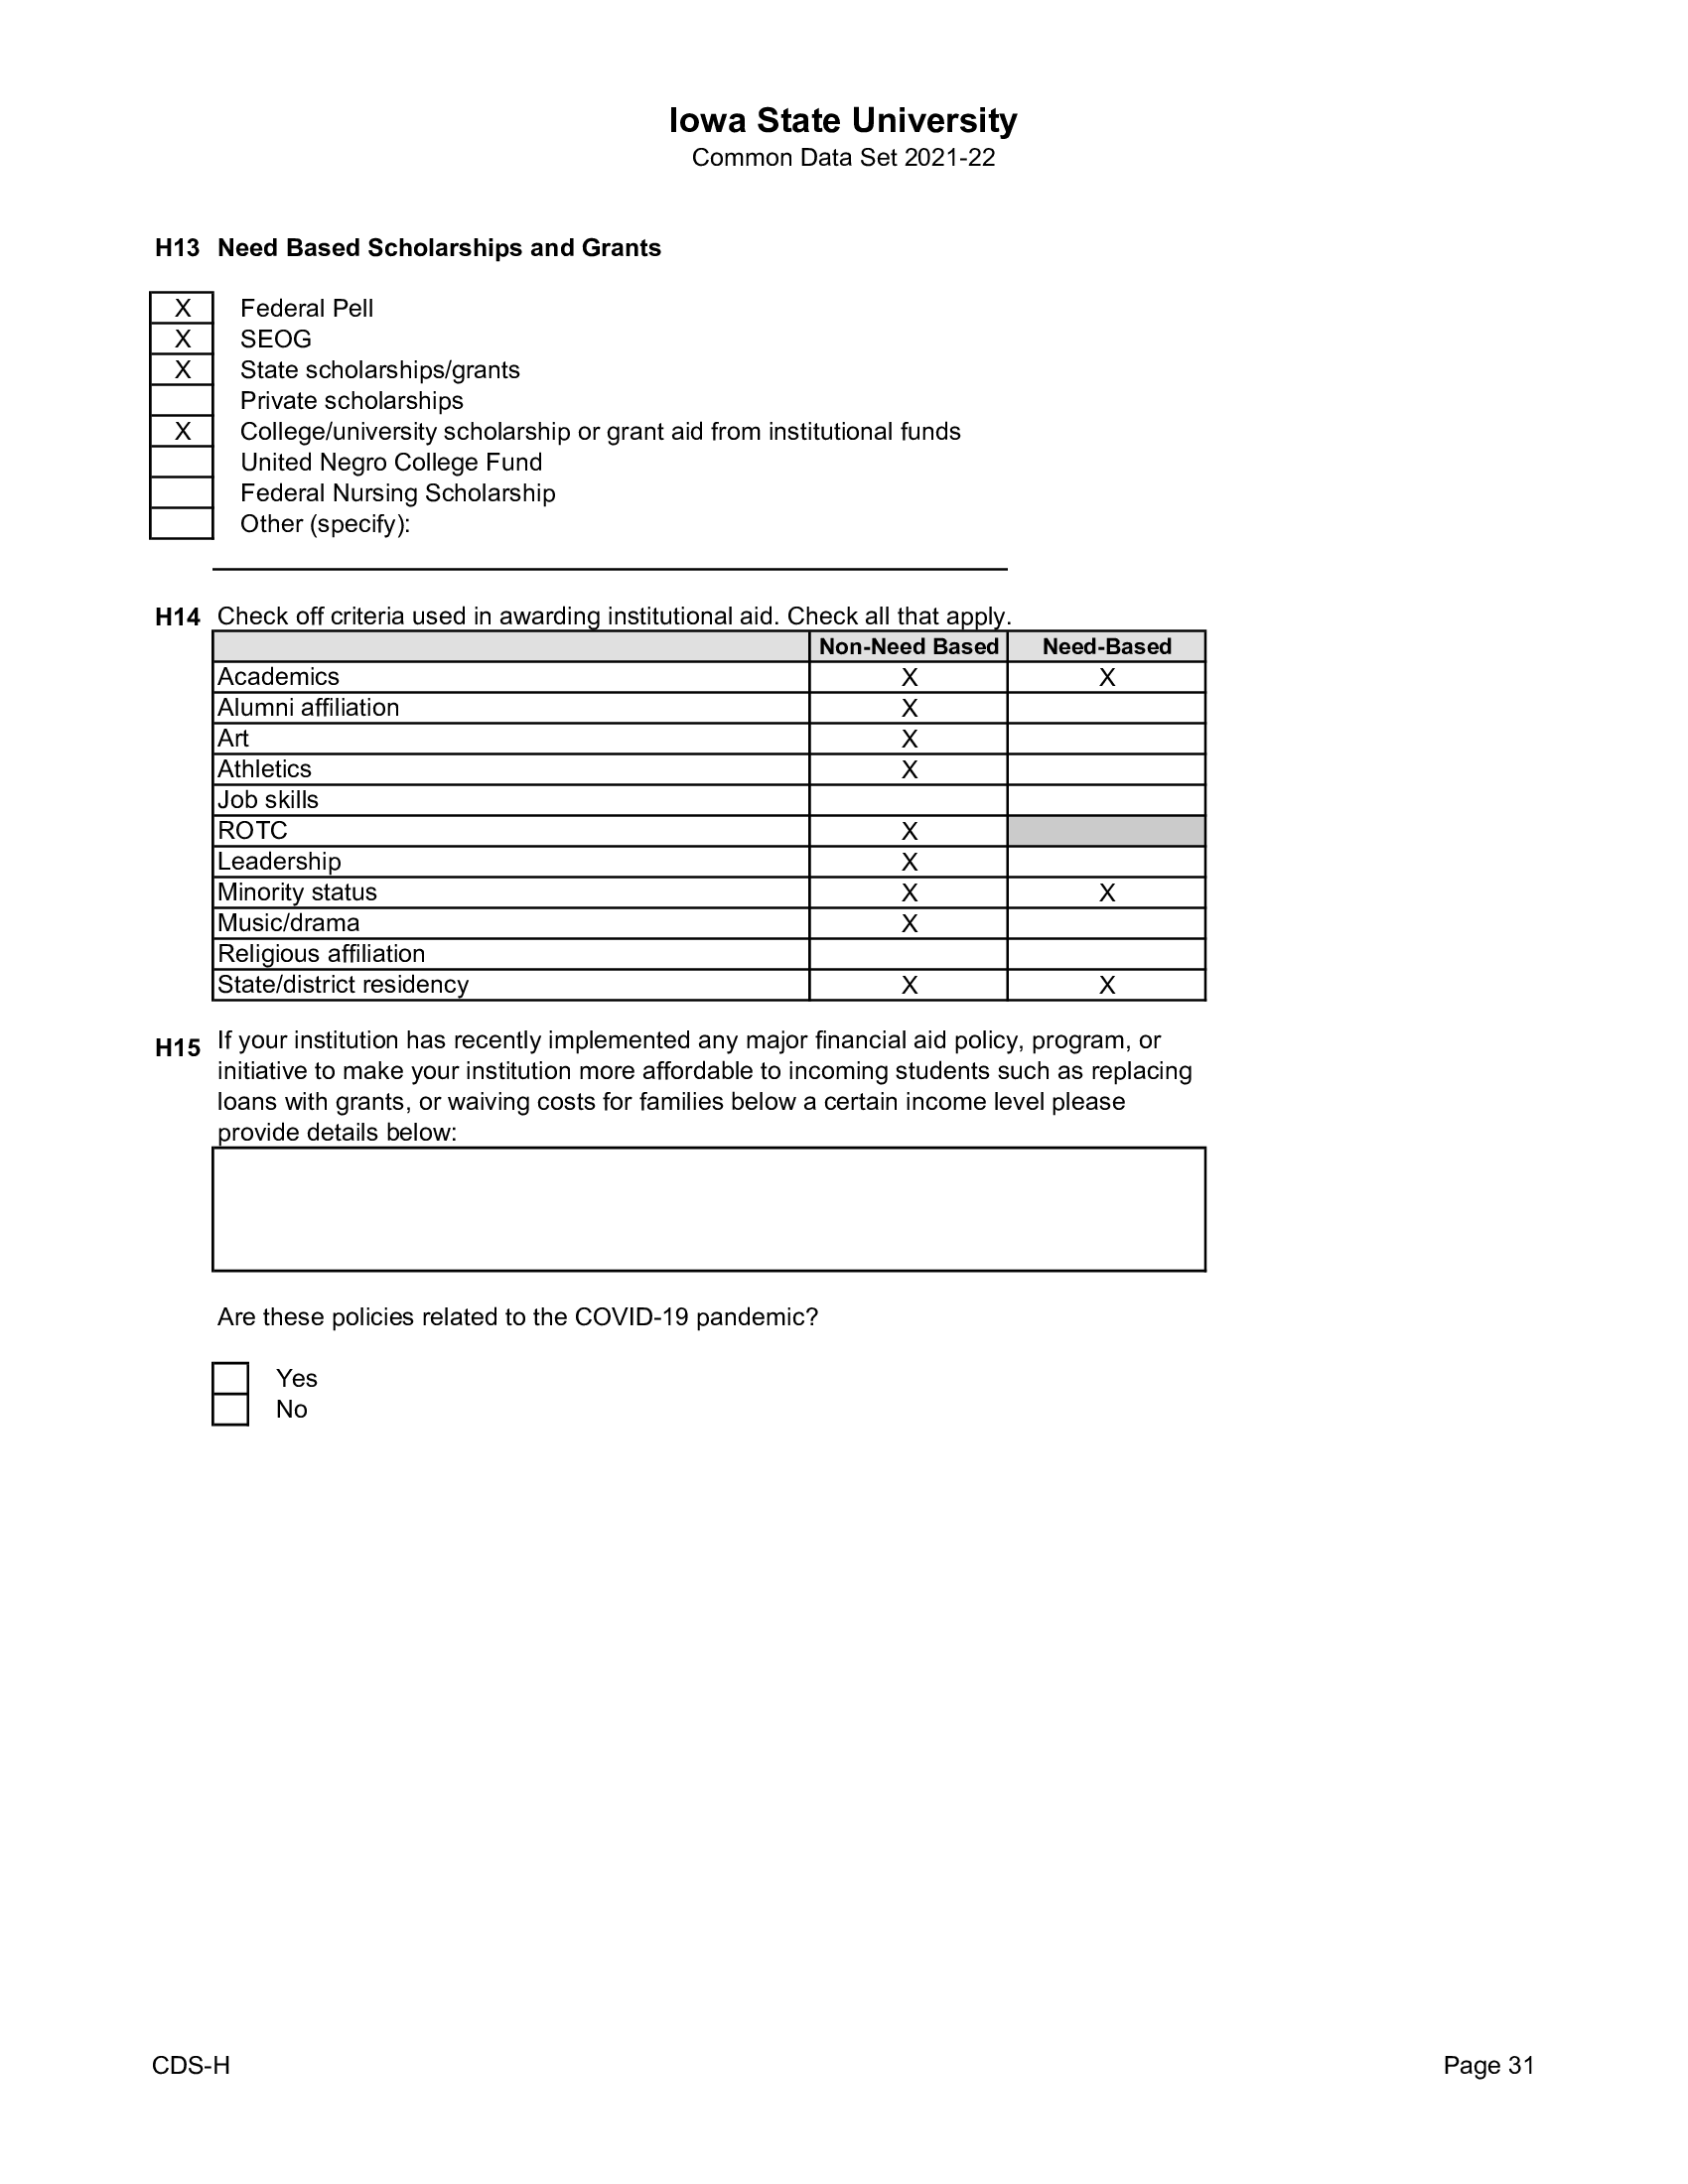 Iowa State University
Common Data Set 2021-22
H13 Need Based Scholarships and Grants
X Federal Pell
X SEOG
X State scholarships/grants
Private scholarships
X College/university scholarship or grant aid from institutional funds
United Negro College Fund
Federal Nursing Scholarship
Other (specify):
H14 Check off criteria used in awarding institutional aid. Check all that apply.
Non-Need Based Need-Based
Academics X X
Alumni affiliation X
Art X
Athletics X
Job skills
ROTC X
Leadership X
Minority status X X
Music/drama X
Religious affiliation
State/district residency X X
H15 If your institution has recently implemented any major financial aid policy, program, or
initiative to make your institution more affordable to incoming students such as replacing
loans with grants, or waiving costs for families below a certain income level please
provide details below:
Are these policies related to the COVID-19 pandemic?
Yes
No
CDS-H Page 31